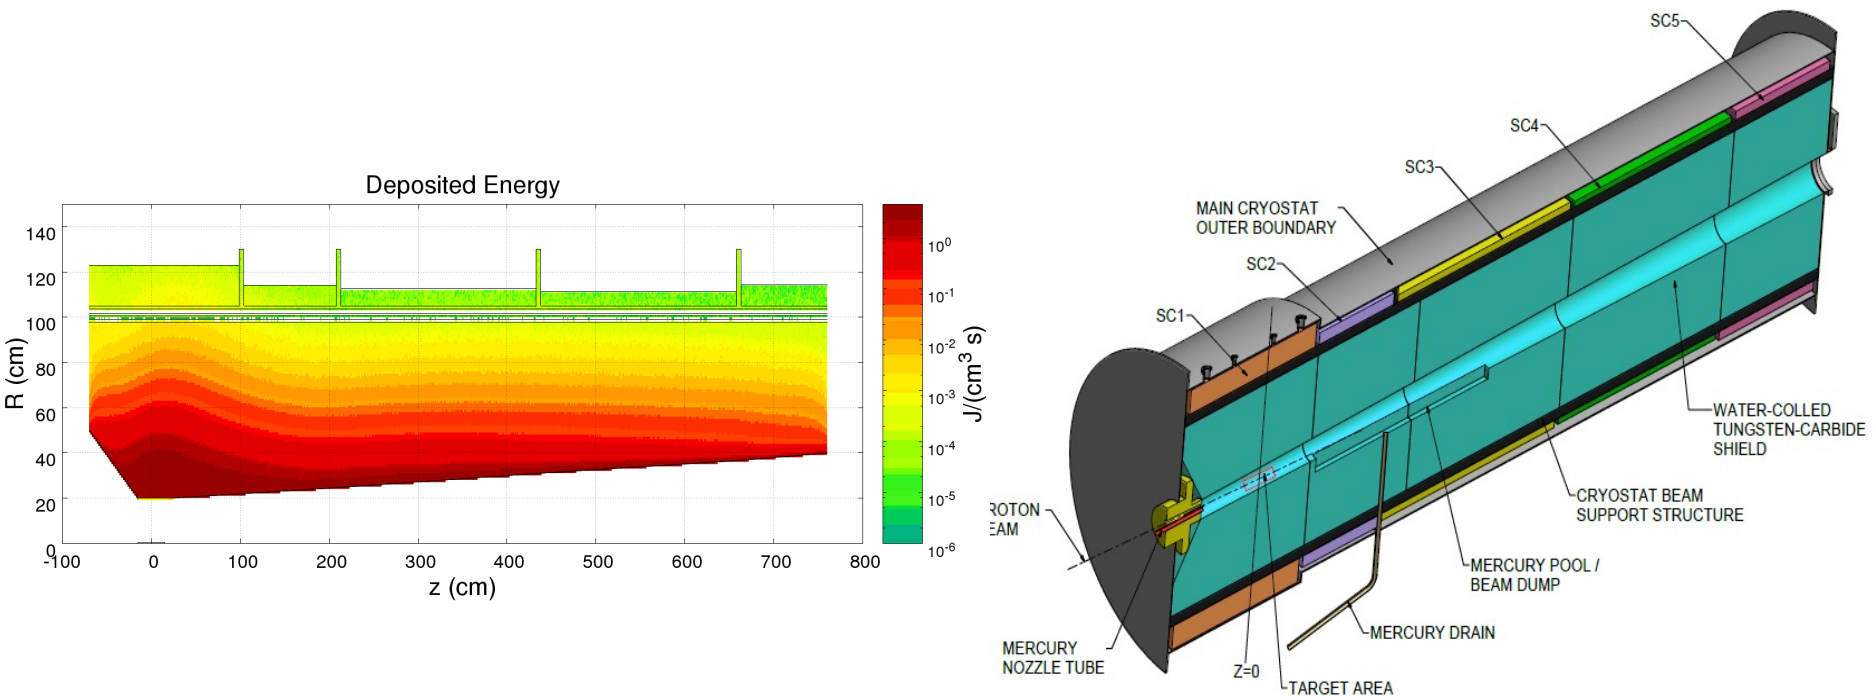 Deposited Energy
R (cm)
140
120
100
80
60
40
20
0
-100
0
100
200
300
400
500
600
700
800
z (cm)
10^0
10^-1
10^-2
10^-3
10^-4
10^-5
10^-6
J/(cm^3 s)
SC5
SC4
SC3
MAIN CRYOSTAT
OUTER BOUNDARY
SC2
SC1
WATER-COLLED
TUNGSTEN-CARBIDE
SHIELD
CRYOSTAT BEAM
SUPPORT STRUCTURE
ROTON
EAM
MERCURY POOL /
BEAM DUMP
MERCURY DRAIN
MERCURY
NOZZLE TUBE
Z=0
TARGET AREA